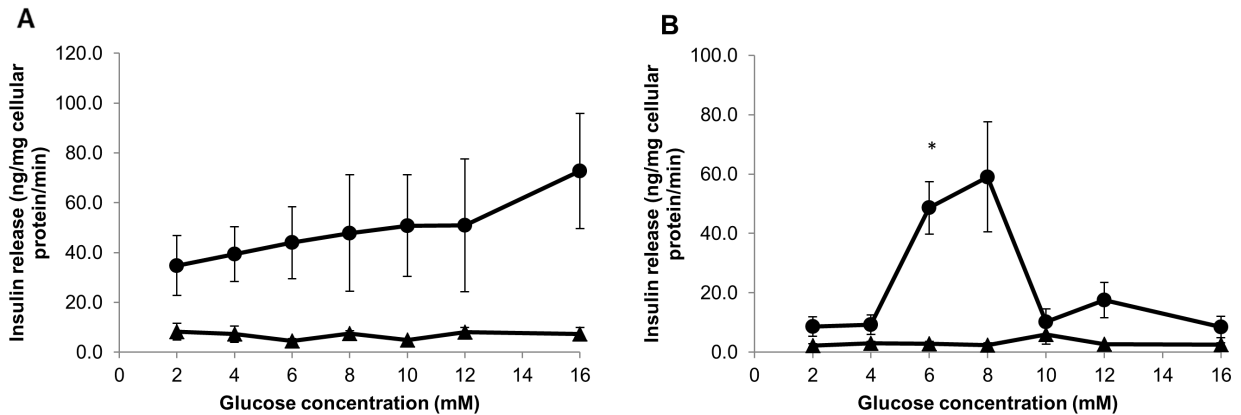 A
Insulin release (ng/mg cellular
protein/min)
120.0
100.0
80.0
60.0
40.0
20.0
0.0
0 2 4 6 8 10 12 14 16
Glucose concentration (mM)
B
Insulin release (ng/mg cellular
protein/min)
100.0
80.0
60.0
40.0
20.0
0.0
*
0 2 4 6 8 10 12 14 16
Glucose concentration (mM)